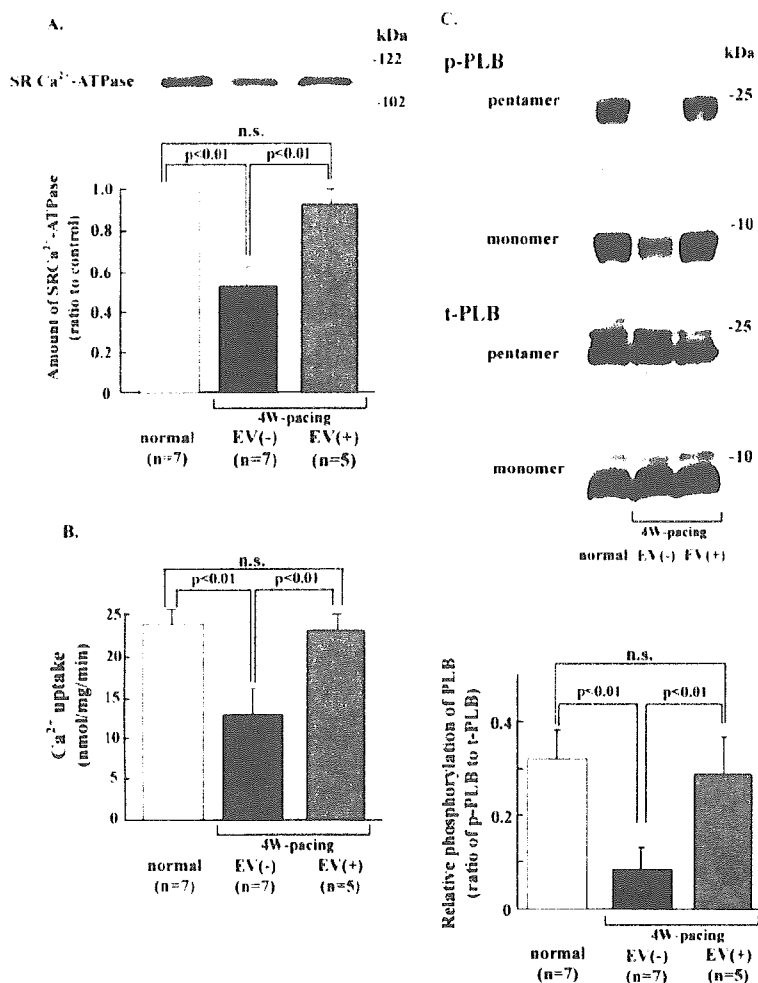 A.
kDa
-122
SR Ca²⁺-ATPase
-102
n.s.
p<0.01 p<0.01
Amount of SRCa²⁺-ATPase
(ratio to control)
1.0
0.8
0.6
0.4
0.2
0
4W-pacing
normal EV(-) EV(+)
(n=7) (n=7) (n=5)
B.
n.s.
p<0.01 p<0.01
Ca²⁺ uptake
(nmol/mg/min)
25
20
15
10
5
0
4W-pacing
normal EV(-) EV(+)
(n=7) (n=7) (n=5)
C.
kDa
p-PLB
pentamer -25
monomer -10
t-PLB
-25
pentamer
monomer -10
4W-pacing
normal EV(-) EV(+)
n.s.
p<0.01 p<0.01
Relative phosphorylation of PLB
(ratio of p-PLB to t-PLB)
0.4
0.2
0
4W-pacing
normal EV(-) EV(+)
(n=7) (n=7) (n=5)